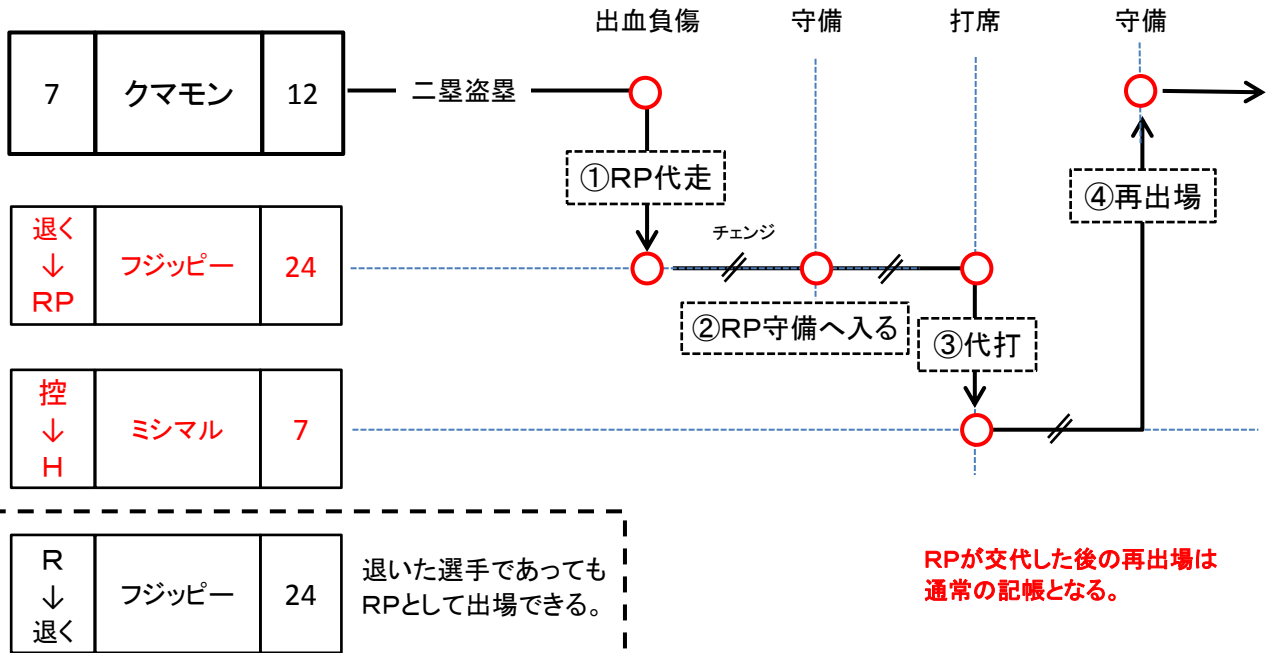 出血負傷 守備 打席 守備
7 クマモン 12 二塁盗塁
①RP代走
④再出場
退く
↓
RP
フジッピー 24
チェンジ
②RP守備へ入る
③代打
控
↓
H
ミシマル 7
R
↓
退く
フジッピー 24
退いた選手であっても
RPとして出場できる。
RPが交代した後の再出場は
通常の記帳となる。